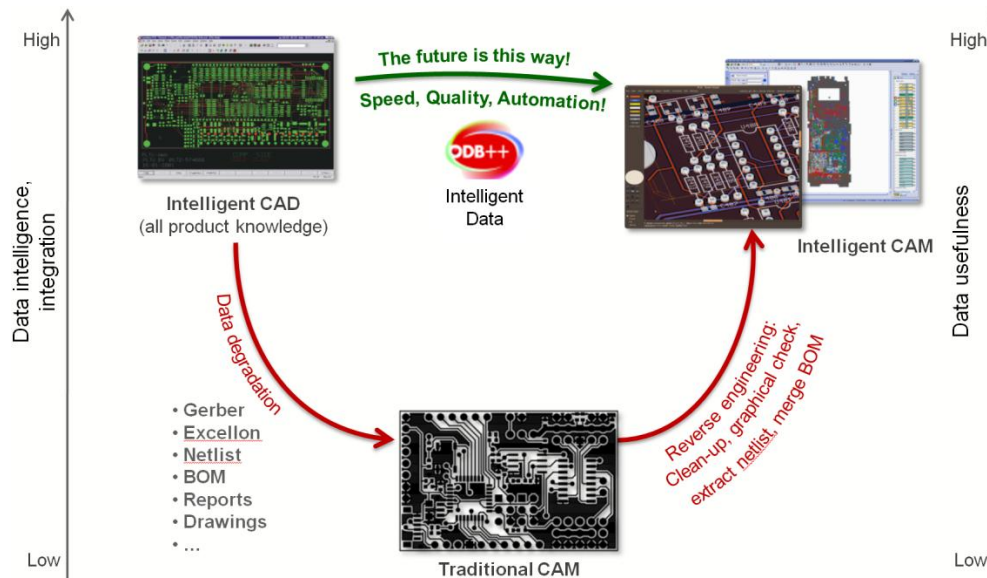 High
High
The future is this way!
Speed, Quality, Automation!
ODB++
Intelligent
Data
Intelligent CAD
(all product knowledge)
Intelligent CAM
Data intelligence,
integration
Data usefulness
Data degradation
• Gerber
• Excellon
• Netlist
• BOM
• Reports
• Drawings
• ...
Reverse engineering:
Clean-up, graphical check,
extract netlist, merge BOM
Low
Traditional CAM
Low